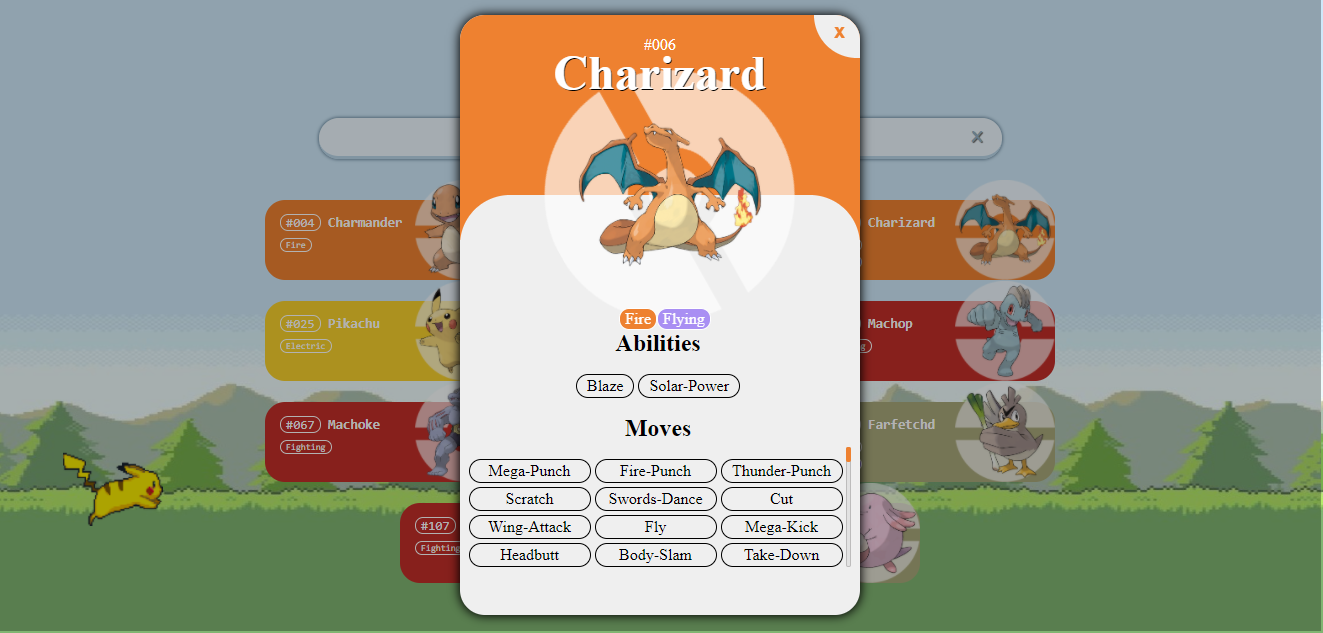 x
#006
Charizard
Fire Flying
Abilities
Blaze Solar-Power
Moves
Mega-Punch Fire-Punch Thunder-Punch
Scratch Swords-Dance Cut
Wing-Attack Fly Mega-Kick
Headbutt Body-Slam Take-Down
×
#004 Charmander
Fire
Charizard
#025 Pikachu
Electric
Machop
g
#067 Machoke
Fighting
Farfetchd
#107
Fighting